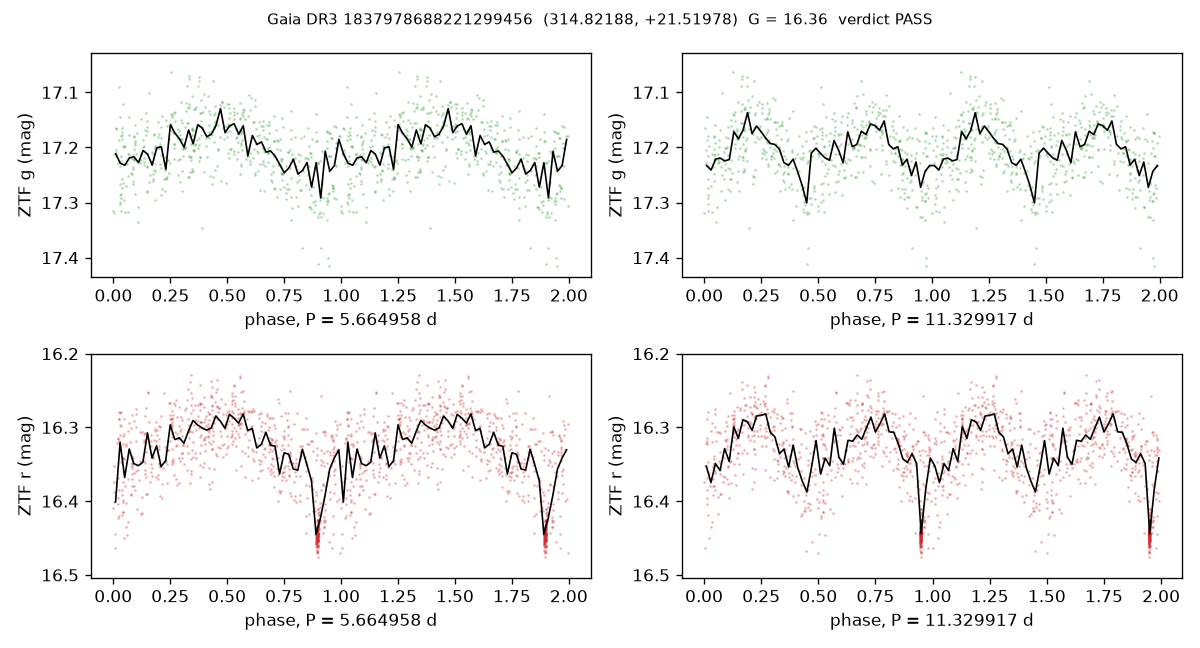 Gaia DR3 1837978688221299456 (314.82188, +21.51978) G = 16.36 verdict PASS
ZTF g (mag)
17.1
17.2
17.3
17.4
0.00 0.25 0.50 0.75 1.00 1.25 1.50 1.75 2.00
phase, P = 5.664958 d
ZTF g (mag)
17.1
17.2
17.3
17.4
0.00 0.25 0.50 0.75 1.00 1.25 1.50 1.75 2.00
phase, P = 11.329917 d
ZTF r (mag)
16.2
16.3
16.4
16.5
0.00 0.25 0.50 0.75 1.00 1.25 1.50 1.75 2.00
phase, P = 5.664958 d
ZTF r (mag)
16.2
16.3
16.4
16.5
0.00 0.25 0.50 0.75 1.00 1.25 1.50 1.75 2.00
phase, P = 11.329917 d